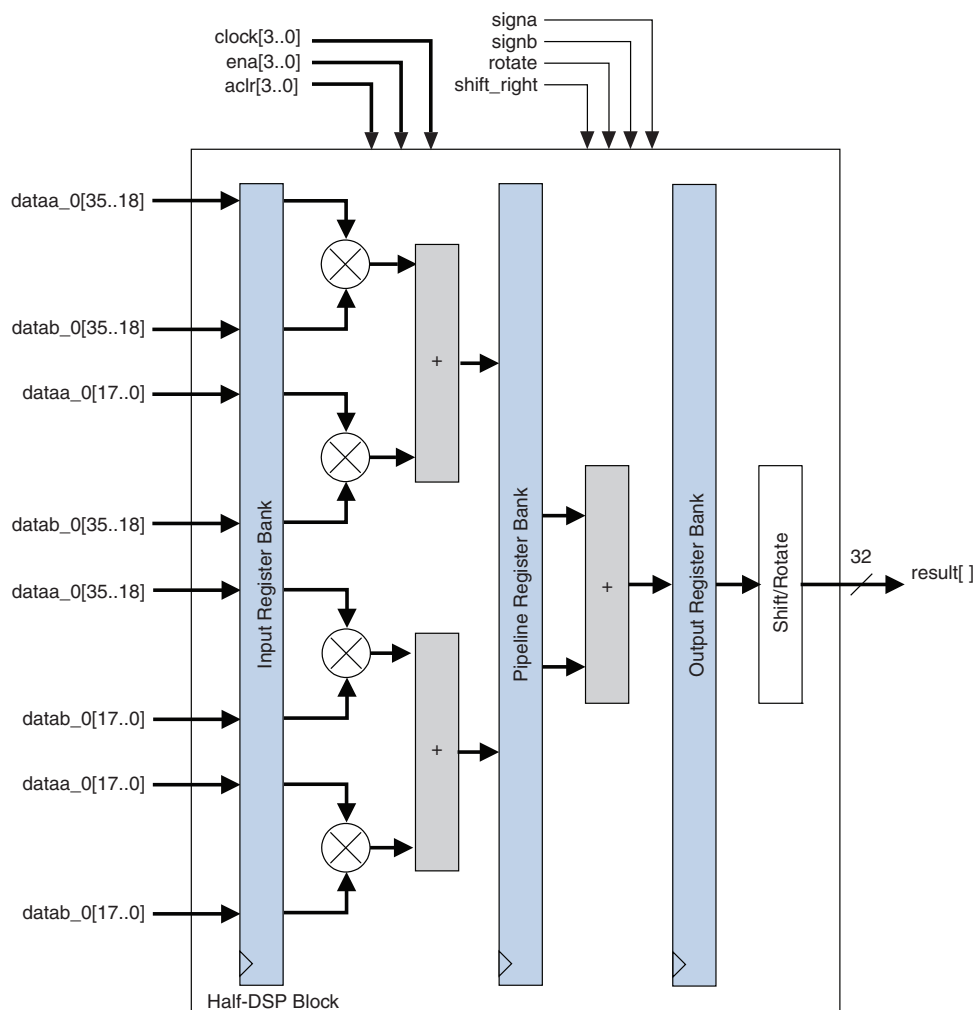 signa
signb
rotate
shift_right
clock[3..0]
ena[3..0]
aclr[3..0]
dataa_0[35..18]
datab_0[35..18]
dataa_0[17..0]
datab_0[35..18]
dataa_0[35..18]
datab_0[17..0]
dataa_0[17..0]
datab_0[17..0]
Input Register Bank
+
+
Pipeline Register Bank
+
Output Register Bank
Shift/Rotate
32
result[ ]
Half-DSP Block